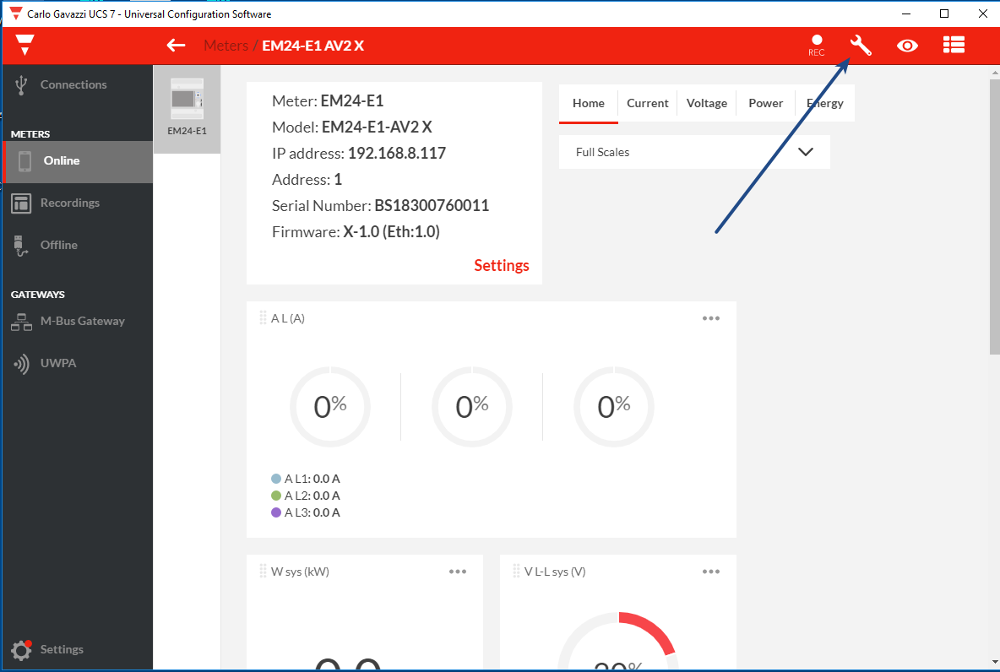 Carlo Gavazzi UCS 7 - Universal Configuration Software
Meters / EM24-E1 AV2 X
REC
Connections
METERS
Online
Recordings
Offline
GATEWAYS
M-Bus Gateway
UWPA
Settings
EM24-E1
Meter: EM24-E1
Model: EM24-E1-AV2 X
IP address: 192.168.8.117
Address: 1
Serial Number: BS18300760011
Firmware: X-1.0 (Eth:1.0)
Settings
Home Current Voltage Power Energy
Full Scales
A L (A)
0% 0% 0%
A L1: 0.0 A
A L2: 0.0 A
A L3: 0.0 A
W sys (kW)
0.0
V L-L sys (V)